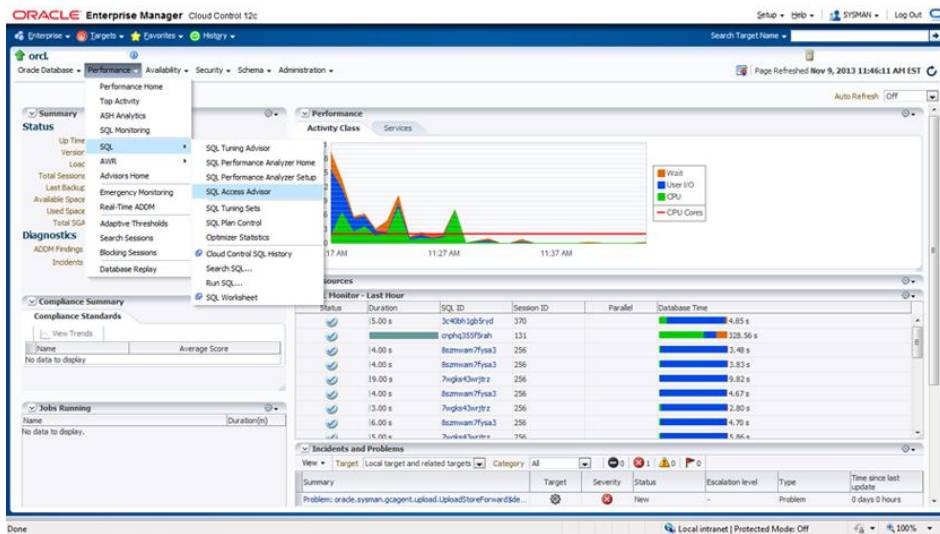 ORACLE Enterprise Manager Cloud Control 12c
Setup Help SYSMAN Log Out
Enterprise Targets Favorites History Search Target Name
orcl.
Oracle Database Performance Availability Security Schema Administration Page Refreshed Nov 9, 2013 11:46:11 AM EST
Auto Refresh Off
Performance Home
Top Activity
ASH Analytics
SQL Monitoring
SQL
AWR
Advisors Home
Emergency Monitoring
Real-Time ADDM
Adaptive Thresholds
Search Sessions
Blocking Sessions
Database Replay
SQL Tuning Advisor
SQL Performance Analyzer Home
SQL Performance Analyzer Setup
SQL Access Advisor
SQL Tuning Sets
SQL Plan Control
Optimizer Statistics
Cloud Control SQL History
Search SQL...
Run SQL...
SQL Worksheet
Summary
Status
Up Time
Version
Load
Total Sessions
Last Backup
Available Space
Used Space
Total SGA
Diagnostics
ADDM Findings
Incidents
Compliance Summary
Compliance Standards
View Trends
Name Average Score
No data to display
Jobs Running
Name Duration(m)
No data to display.
Performance
Activity Class Services
Wait
User I/O
CPU
CPU Cores
11:27 AM 11:37 AM
Status Duration SQL ID Session ID Parallel Database Time
5.00 s 3c40bh1gb5ryd 370 4.85 s
cnphq355f5rah 131 328.56 s
4.00 s 8szmwam7fysa3 256 3.48 s
4.00 s 8szmwam7fysa3 256 3.83 s
9.00 s 7wgks43wrjtrz 256 9.82 s
4.00 s 8szmwam7fysa3 256 4.67 s
3.00 s 7wgks43wrjtrz 256 2.80 s
6.00 s 8szmwam7fysa3 256 4.70 s
5.00 s 7wgks43wrjtrz 256 5.86 s
Incidents and Problems
View Target Local target and related targets Category All 0 1 0 0
Summary Target Severity Status Escalation level Type Time since last update
Problem: oracle.sysman.gcagent.upload.UploadStoreForward$de... New - Problem 0 days 0 hours
Done Local intranet | Protected Mode: Off 100%